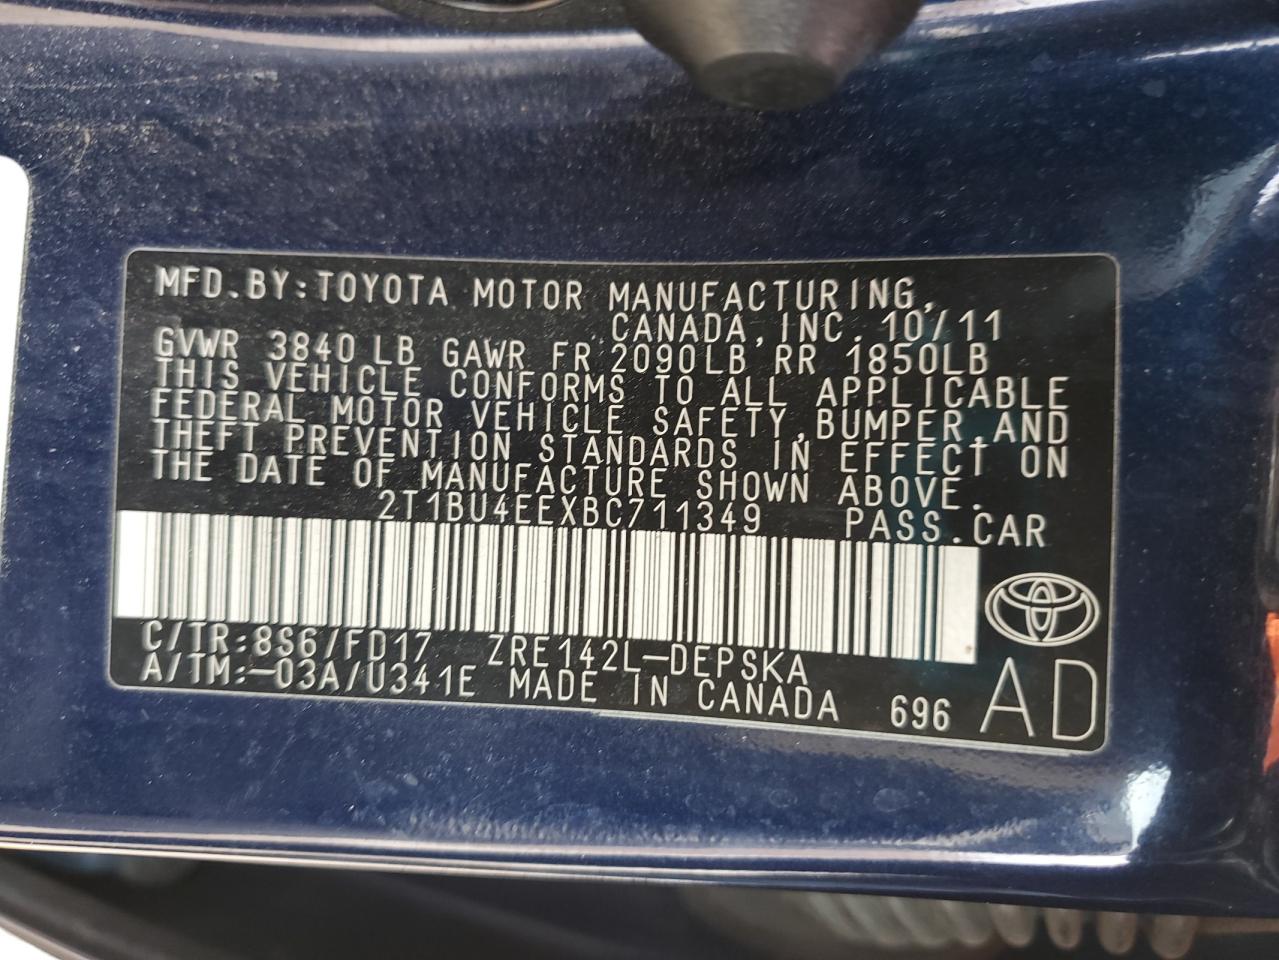 MFD.BY:TOYOTA MOTOR MANUFACTURING,
CANADA,INC. 10/11
GVWR 3840LB GAWR FR 2090LB RR 1850LB
THIS VEHICLE CONFORMS TO ALL APPLICABLE
FEDERAL MOTOR VEHICLE SAFETY,BUMPER,AND
THEFT PREVENTION STANDARDS IN EFFECT ON
THE DATE OF MANUFACTURE SHOWN ABOVE.
2T1BU4EEXBC711349 PASS.CAR
C/TR:8S6/FD17 ZRE142L-DEPSKA
A/TM:-03A/U341E MADE IN CANADA 696 AD